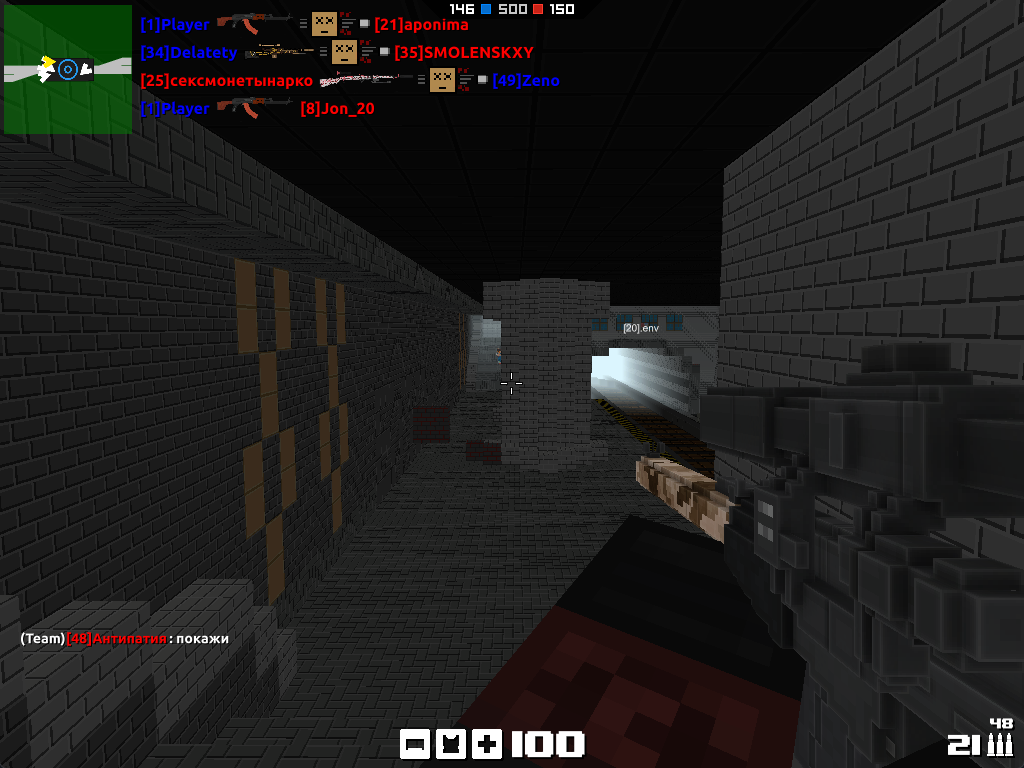 146 500 150
[1]Player [21]aponima
[34]Delatety [35]SMOLENSKXY
[25]сексмонетынарко [49]Zeno
[1]Player [8]Jon_20
[20].env
(Team)[48]Антипатия : покажи
100
48
21